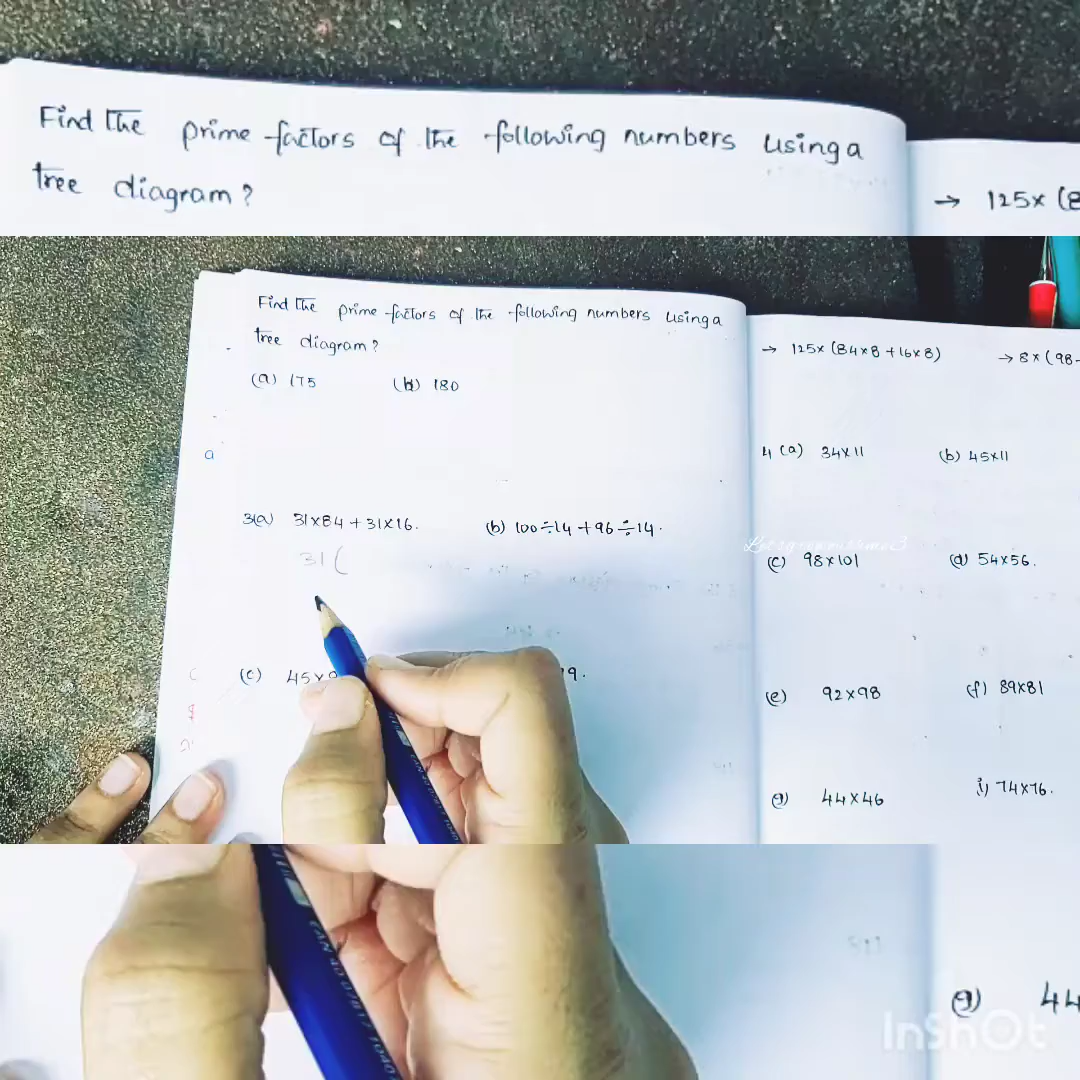 Find The prime factors of the following numbers using a
tree diagram?
→ 125x (8
Find The prime factors of the following numbers using a
tree diagram?
(a) 175 (b) 180
→ 125x (84x8 + 16x8) → 8x (98-
a
4 (a) 34x11 (b) 45x11
3(a) 31x84 + 31x16. (b) 100÷14 + 96÷14.
31 (
(c) 98x101 (d) 54x56.
(c) 45x9 9.
(e) 92x98 (f) 89x81
(g) 44x46 i) 74x76.
(g) 44
InShOt